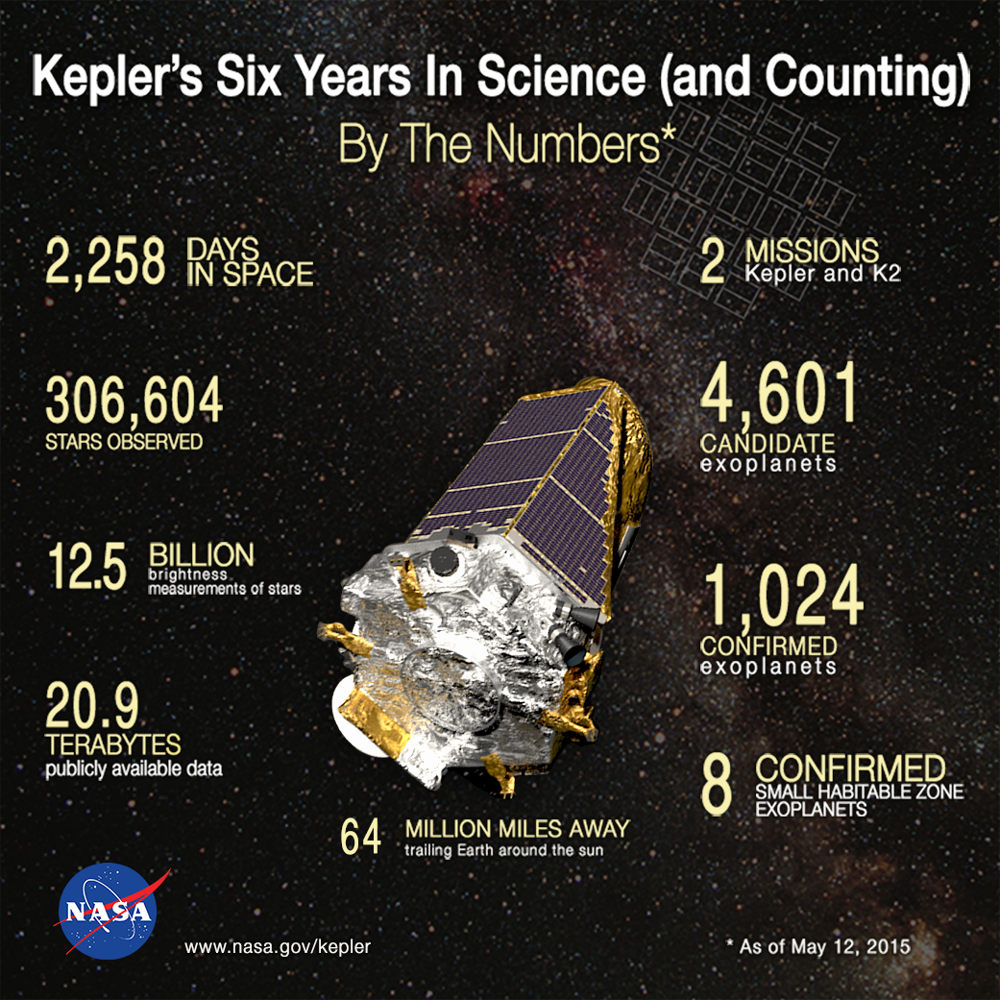 Kepler's Six Years In Science (and Counting)
By The Numbers*
2,258 DAYS
IN SPACE
2 MISSIONS
Kepler and K2
306,604
STARS OBSERVED
4,601
CANDIDATE
exoplanets
12.5 BILLION
brightness
measurements of stars
1,024
CONFIRMED
exoplanets
20.9
TERABYTES
publicly available data
8 CONFIRMED
SMALL HABITABLE ZONE
EXOPLANETS
64 MILLION MILES AWAY
trailing Earth around the sun
NASA
www.nasa.gov/kepler
* As of May 12, 2015